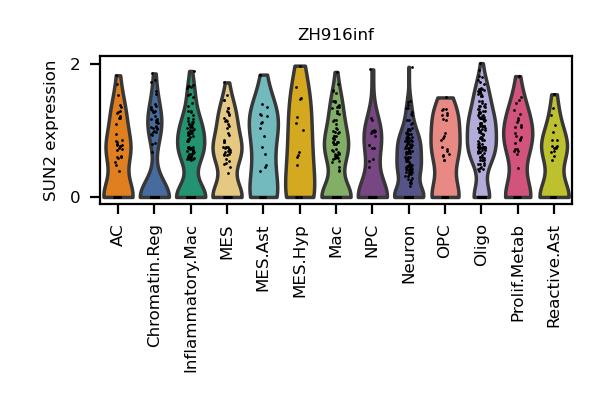 ZH916inf
SUN2 expression
2
0
AC
Chromatin.Reg
Inflammatory.Mac
MES
MES.Ast
MES.Hyp
Mac
NPC
Neuron
OPC
Oligo
Prolif.Metab
Reactive.Ast